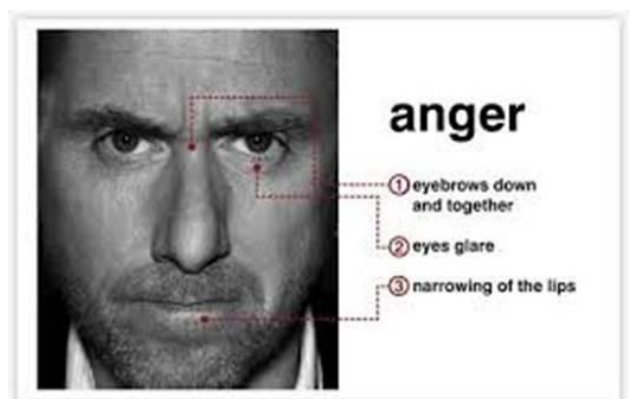 anger
1 eyebrows down
and together
2 eyes glare
3 narrowing of the lips